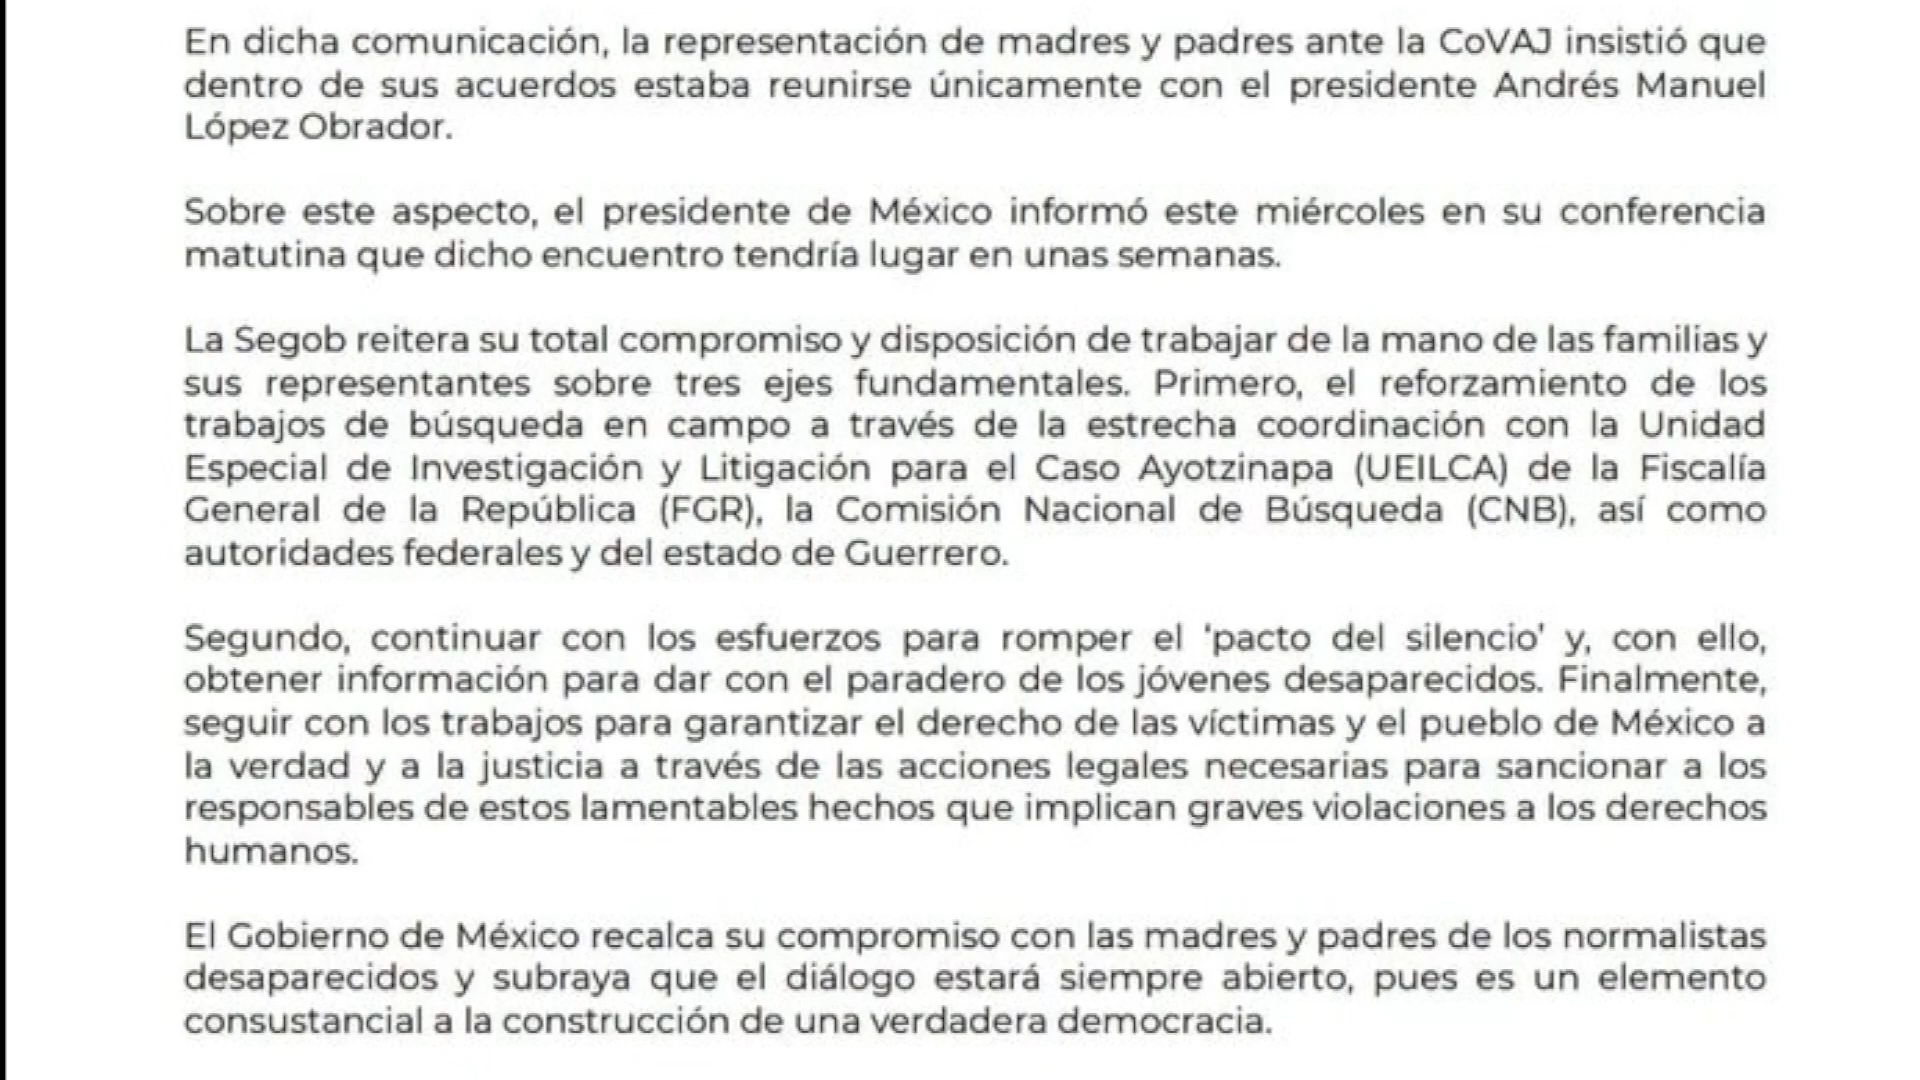 En dicha comunicación, la representación de madres y padres ante la CoVAJ insistió que
dentro de sus acuerdos estaba reunirse únicamente con el presidente Andrés Manuel
López Obrador.
Sobre este aspecto, el presidente de México informó este miércoles en su conferencia
matutina que dicho encuentro tendría lugar en unas semanas.
La Segob reitera su total compromiso y disposición de trabajar de la mano de las familias y
sus representantes sobre tres ejes fundamentales. Primero, el reforzamiento de los
trabajos de búsqueda en campo a través de la estrecha coordinación con la Unidad
Especial de Investigación y Litigación para el Caso Ayotzinapa (UEILCA) de la Fiscalía
General de la República (FGR), la Comisión Nacional de Búsqueda (CNB), así como
autoridades federales y del estado de Guerrero.
Segundo, continuar con los esfuerzos para romper el ‘pacto del silencio’ y, con ello,
obtener información para dar con el paradero de los jóvenes desaparecidos. Finalmente,
seguir con los trabajos para garantizar el derecho de las víctimas y el pueblo de México a
la verdad y a la justicia a través de las acciones legales necesarias para sancionar a los
responsables de estos lamentables hechos que implican graves violaciones a los derechos
humanos.
El Gobierno de México recalca su compromiso con las madres y padres de los normalistas
desaparecidos y subraya que el diálogo estará siempre abierto, pues es un elemento
consustancial a la construcción de una verdadera democracia.